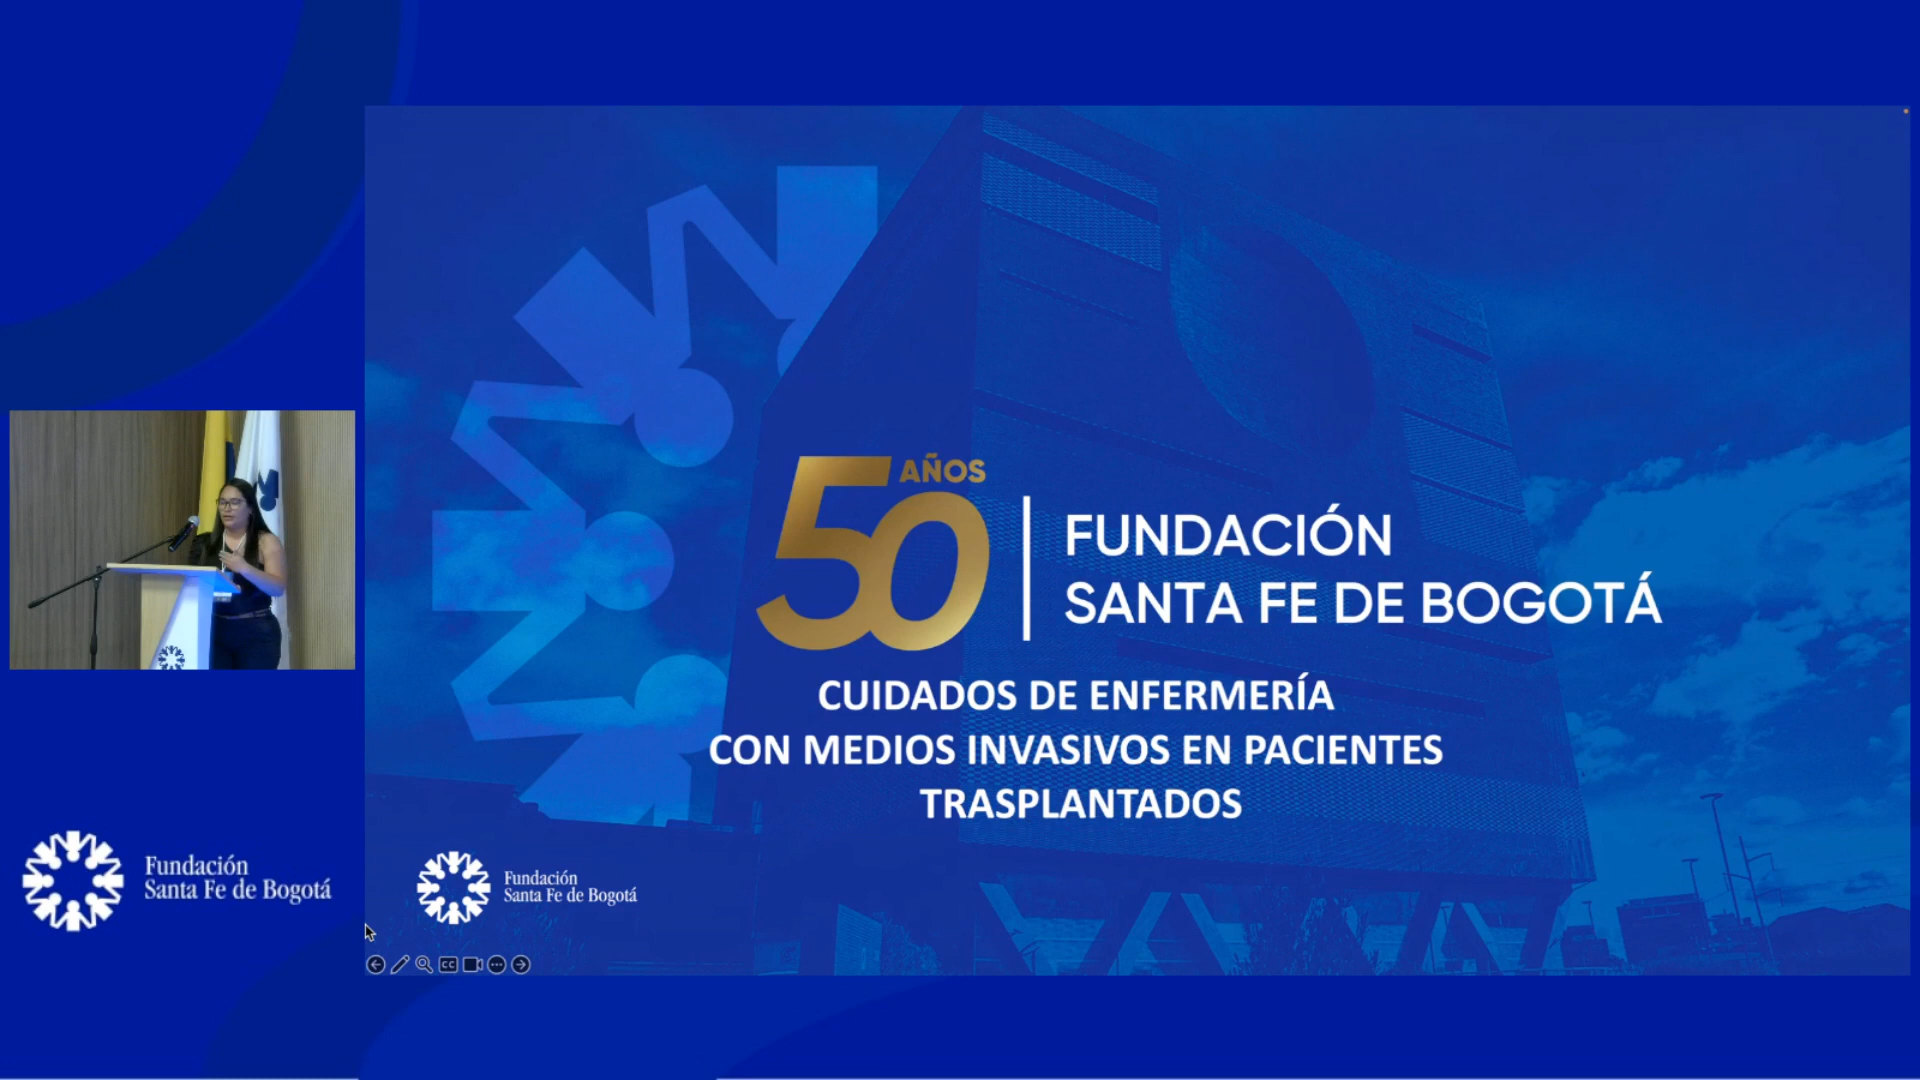 50 AÑOS
FUNDACIÓN
SANTA FE DE BOGOTÁ
CUIDADOS DE ENFERMERÍA
CON MEDIOS INVASIVOS EN PACIENTES
TRASPLANTADOS
Fundación
Santa Fe de Bogotá
Fundación
Santa Fe de Bogotá
CC